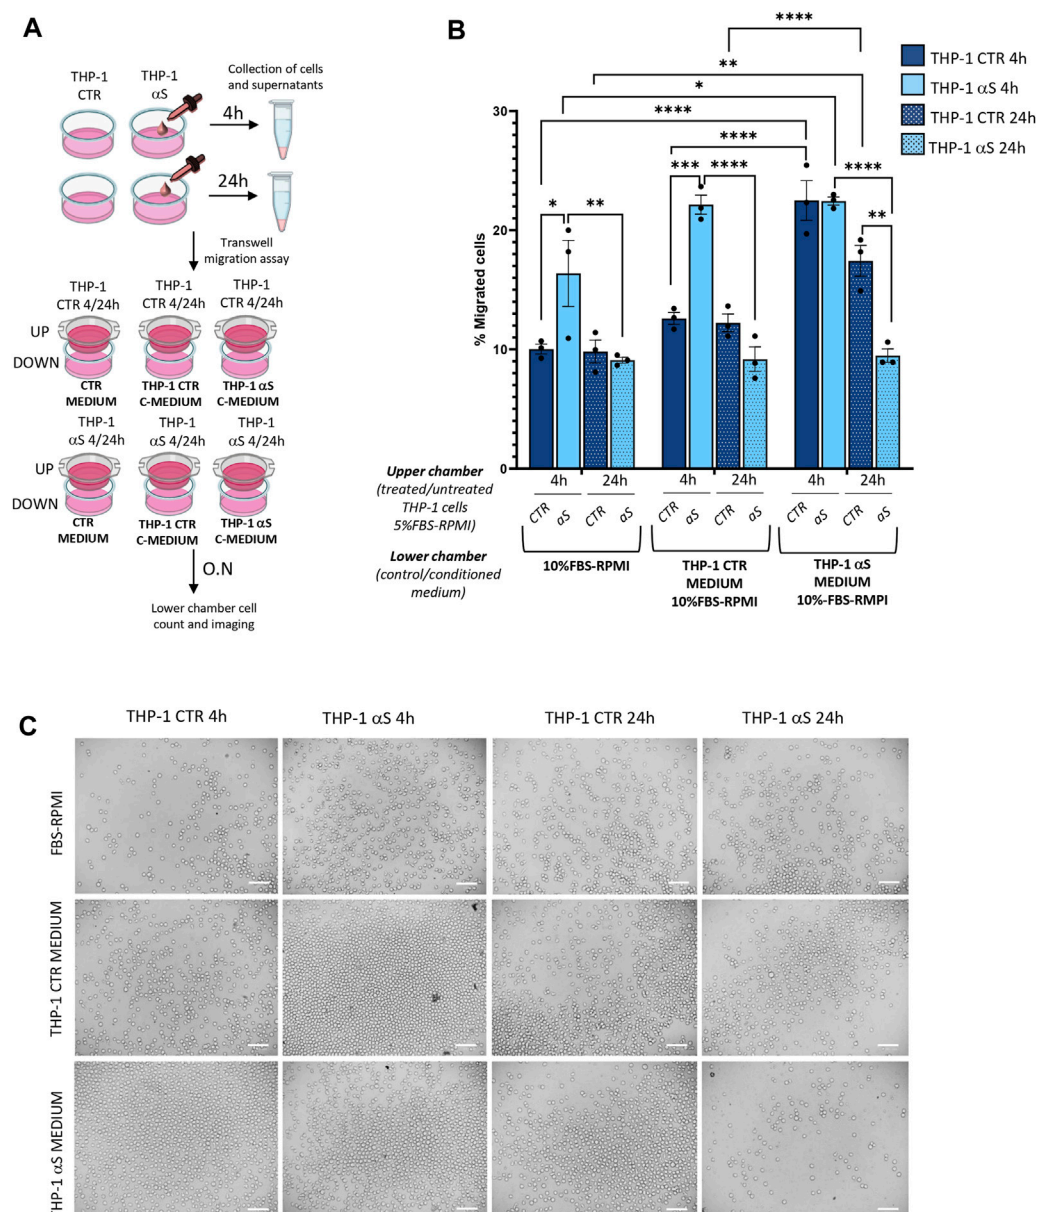 A
THP-1
CTR
THP-1
αS
Collection of cells
and supernatants
4h
24h
Transwell
migration assay
THP-1
CTR 4/24h
THP-1
CTR 4/24h
THP-1
CTR 4/24h
UP
DOWN
CTR
MEDIUM
THP-1 CTR
C-MEDIUM
THP-1 αS
C-MEDIUM
THP-1
αS 4/24h
THP-1
αS 4/24h
THP-1
αS 4/24h
UP
DOWN
CTR
MEDIUM
THP-1 CTR
C-MEDIUM
THP-1 αS
C-MEDIUM
O.N
Lower chamber cell
count and imaging
B
****
**
*
****
****
*** ****
****
* **
**
THP-1 CTR 4h
THP-1 αS 4h
THP-1 CTR 24h
THP-1 αS 24h
% Migrated cells
30
20
10
0
Upper chamber
(treated/untreated
THP-1 cells
5%FBS-RPMI)
4h 24h 4h 24h 4h 24h
CTR αS CTR αS CTR αS CTR αS CTR αS CTR αS
Lower chamber
(control/conditioned
medium)
10%FBS-RPMI
THP-1 CTR
MEDIUM
10%FBS-RPMI
THP-1 αS
MEDIUM
10%-FBS-RMPI
C
THP-1 CTR 4h THP-1 αS 4h THP-1 CTR 24h THP-1 αS 24h
FBS-RPMI
THP-1 CTR MEDIUM
THP-1 αS MEDIUM